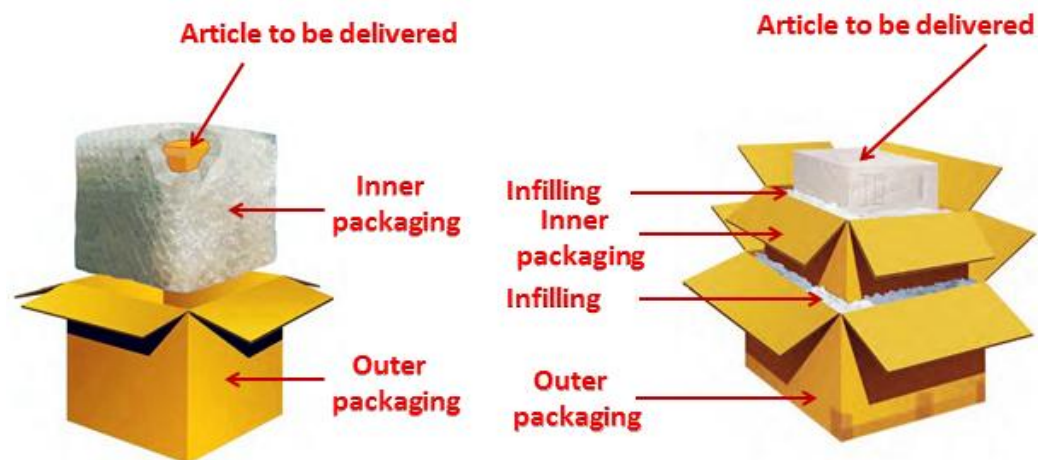 Article to be delivered
Inner
packaging
Outer
packaging
Article to be delivered
Infilling
Inner
packaging
Infilling
Outer
packaging